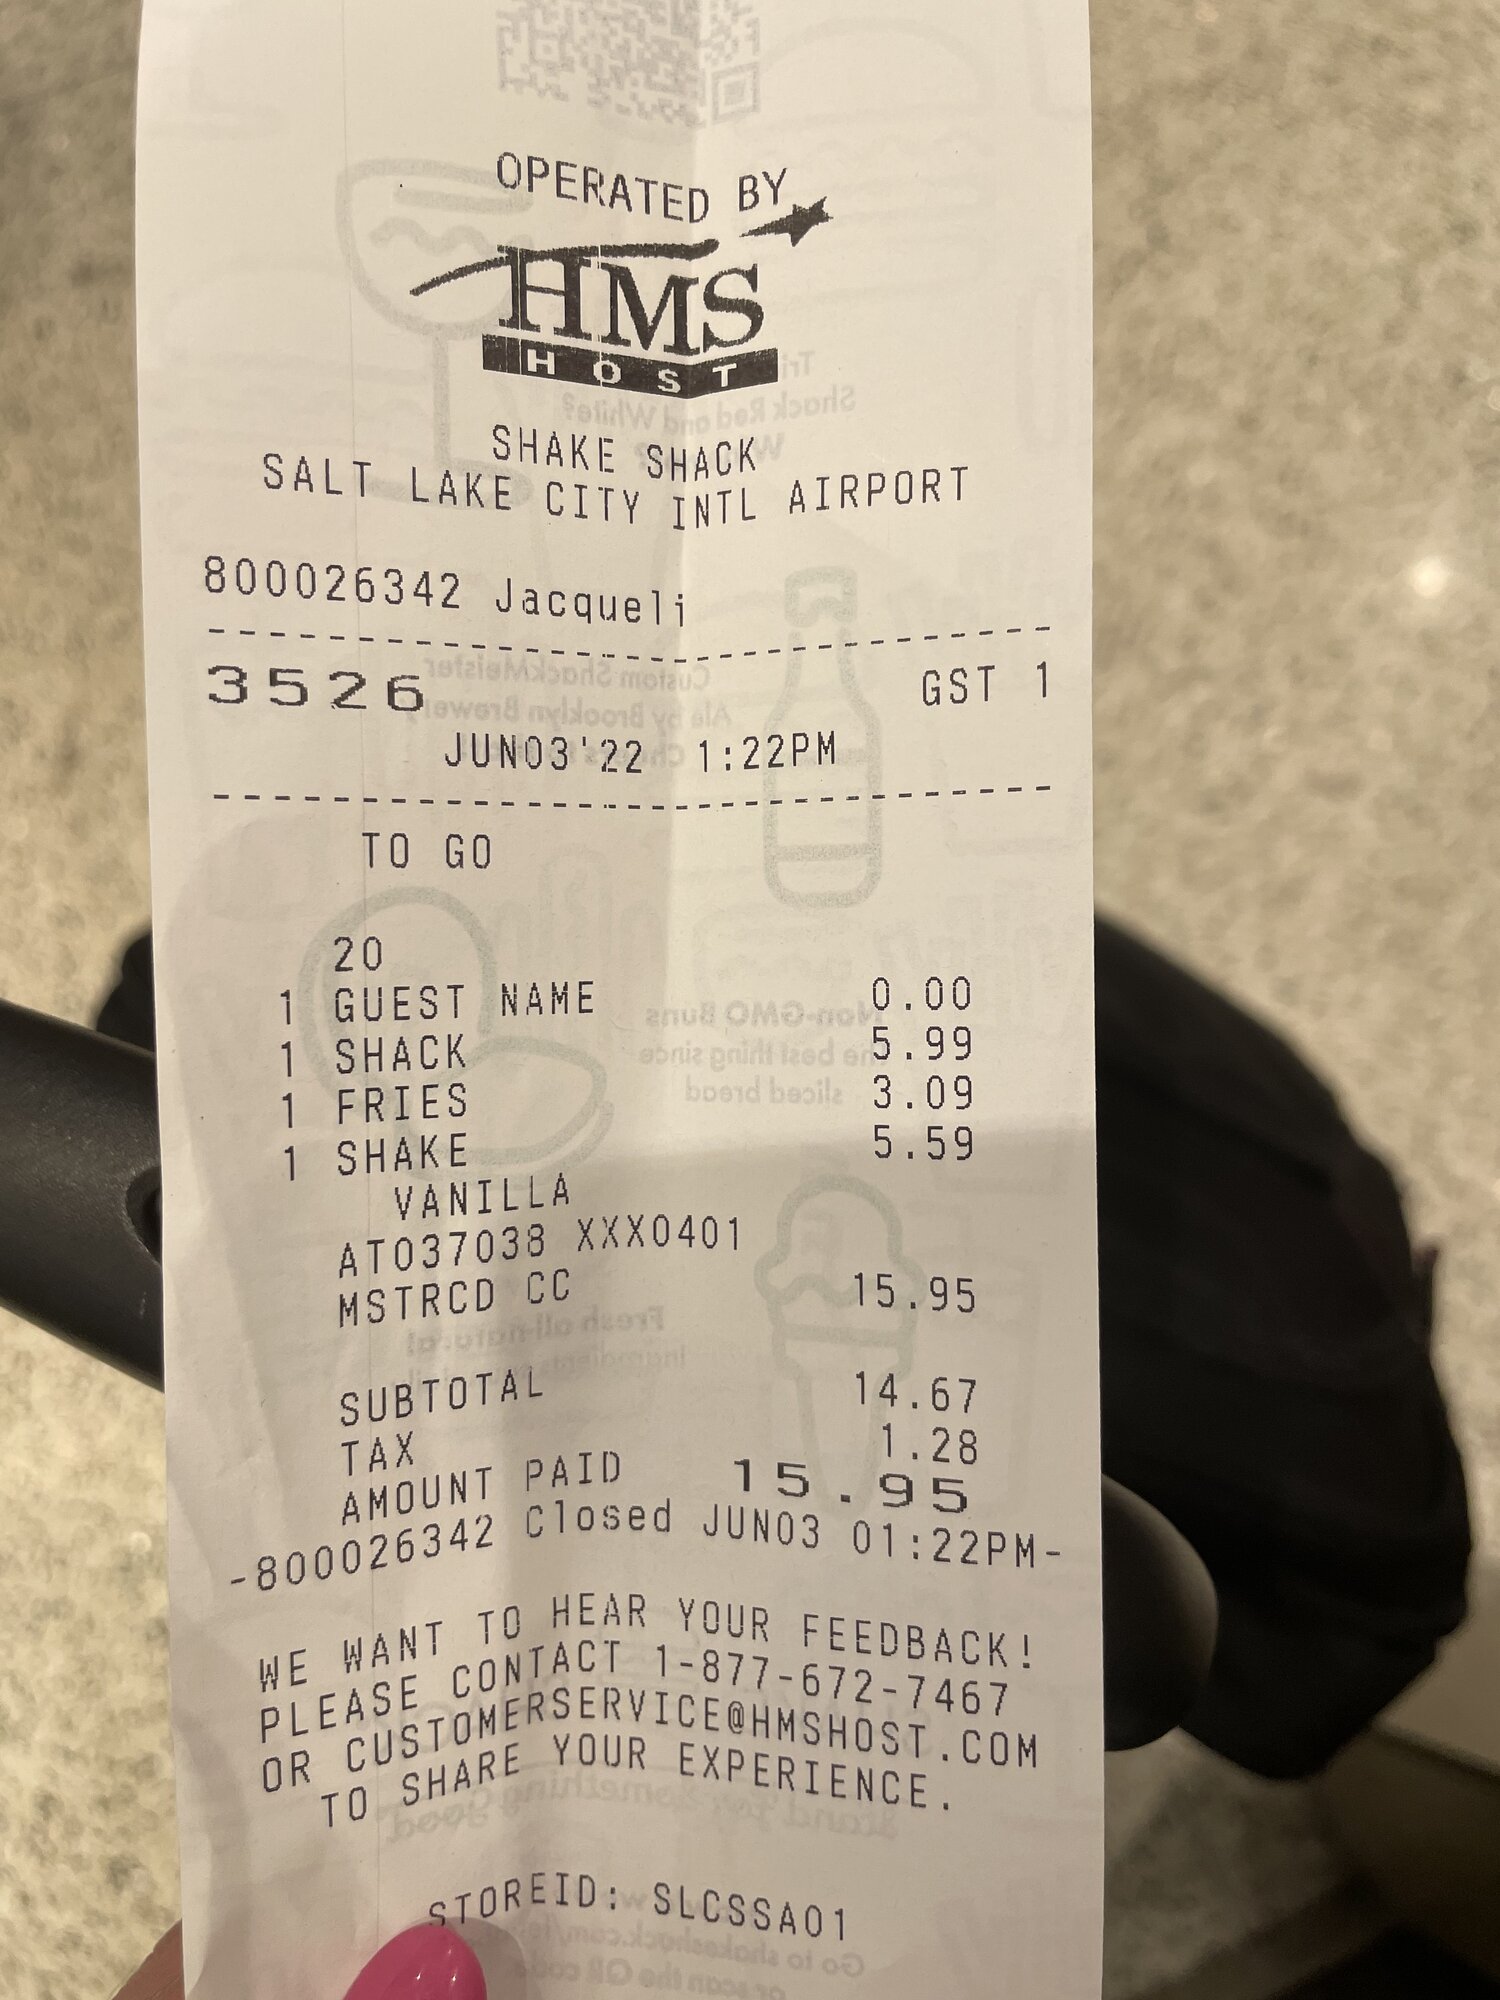 OPERATED BY
HMS
HOST
SHAKE SHACK
SALT LAKE CITY INTL AIRPORT
800026342 Jacqueli
3526 GST 1
JUN03'22 1:22PM
TO GO
20
1 GUEST NAME 0.00
1 SHACK 5.99
1 FRIES 3.09
1 SHAKE 5.59
VANILLA
AT037038 XXX0401
MSTRCD CC 15.95
SUBTOTAL 14.67
TAX 1.28
AMOUNT PAID 15.95
-800026342 Closed JUN03 01:22PM-
WE WANT TO HEAR YOUR FEEDBACK!
PLEASE CONTACT 1-877-672-7467
OR CUSTOMERSERVICE@HMSHOST.COM
TO SHARE YOUR EXPERIENCE.
STOREID: SLCSSA01